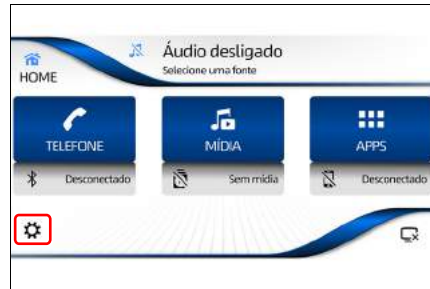 Áudio desligado
Selecione uma fonte
HOME
TELEFONE
MÍDIA
APPS
Desconectado
Sem mídia
Desconectado